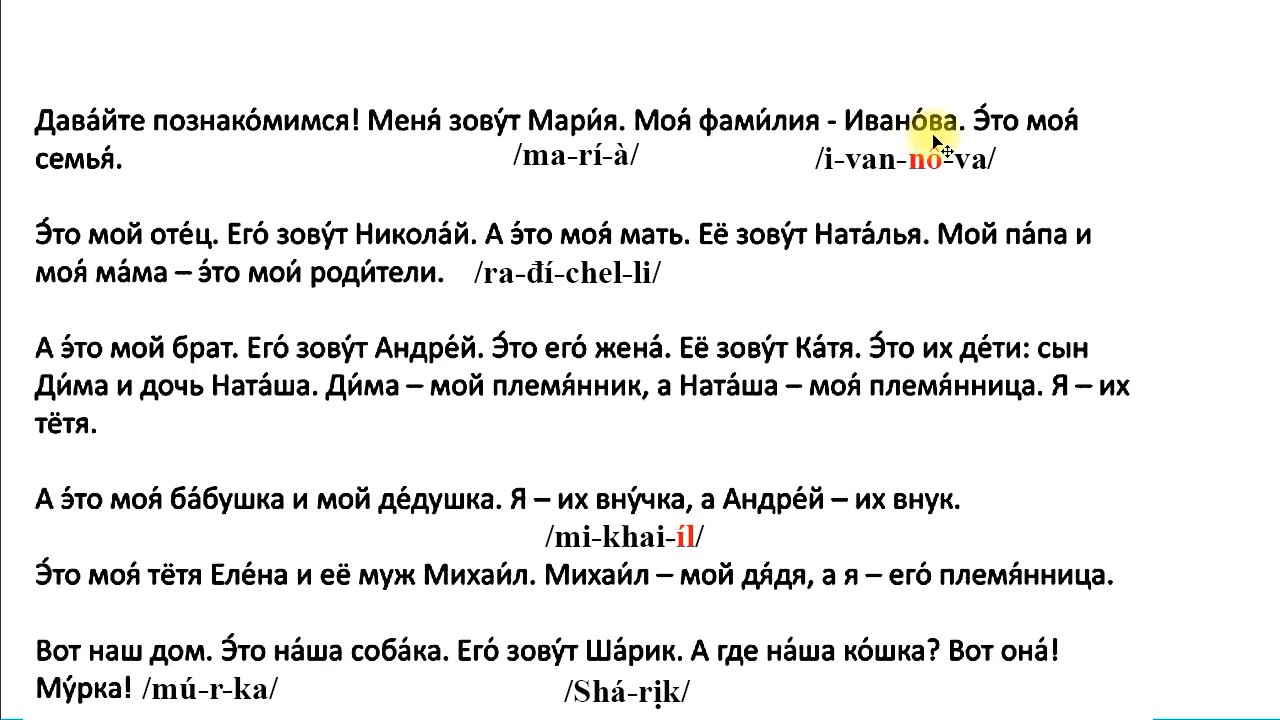 Дава́йте познако́мимся! Меня́ зову́т Мари́я. Моя́ фами́лия - Ивано́ва. Э́то моя́
семья́. /ma-rí-à/ /i-van-nó-va/
Э́то мой оте́ц. Его́ зову́т Никола́й. А э́то моя́ мать. Её зову́т Ната́лья. Мой па́па и
моя́ ма́ма – э́то мои́ роди́тели. /ra-đí-chel-li/
А э́то мой брат. Его́ зову́т Андре́й. Э́то его́ жена́. Её зову́т Ка́тя. Э́то их де́ти: сын
Ди́ма и дочь Ната́ша. Ди́ма – мой племя́нник, а Ната́ша – моя́ племя́нница. Я – их
тётя.
А э́то моя́ ба́бушка и мой де́душка. Я – их вну́чка, а Андре́й – их внук.
/mi-khai-íl/
Э́то моя́ тётя Еле́на и её муж Михаи́л. Михаи́л – мой дя́дя, а я – его́ племя́нница.
Вот наш дом. Э́то на́ша соба́ка. Его́ зову́т Ша́рик. А где на́ша ко́шка? Вот она́!
Му́рка! /mú-r-ka/ /Shá-rịk/